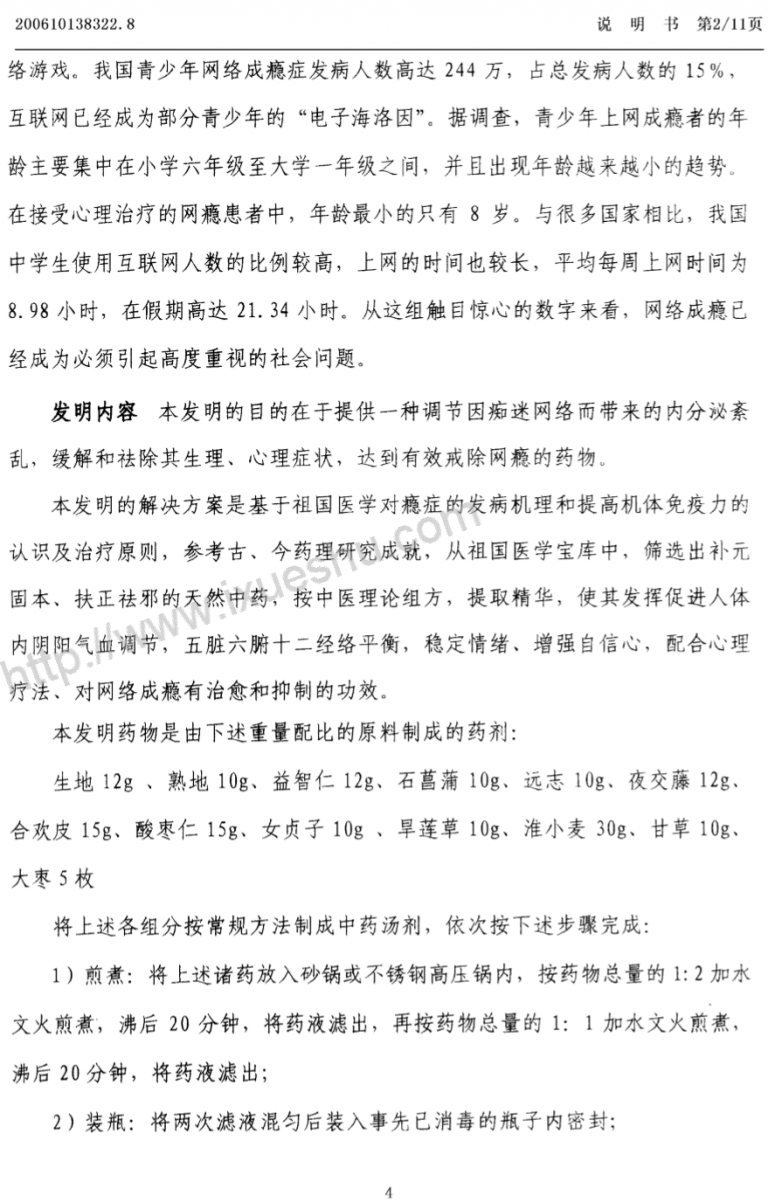 200610138322.8 说 明 书 第2/11页
络游戏。我国青少年网络成瘾症发病人数高达 244 万，占总发病人数的 15%，
互联网已经成为部分青少年的“电子海洛因”。据调查，青少年上网成瘾者的年
龄主要集中在小学六年级至大学一年级之间，并且出现年龄越来越小的趋势。
在接受心理治疗的网瘾患者中，年龄最小的只有 8 岁。与很多国家相比，我国
中学生使用互联网人数的比例较高，上网的时间也较长，平均每周上网时间为
8.98 小时，在假期高达 21.34 小时。从这组触目惊心的数字来看，网络成瘾已
经成为必须引起高度重视的社会问题。
发明内容 本发明的目的在于提供一种调节因痴迷网络而带来的内分泌紊
乱，缓解和祛除其生理、心理症状，达到有效戒除网瘾的药物。
本发明的解决方案是基于祖国医学对瘾症的发病机理和提高机体免疫力的
认识及治疗原则，参考古、今药理研究成就，从祖国医学宝库中，筛选出补元
固本、扶正祛邪的天然中药，按中医理论组方，提取精华，使其发挥促进人体
内阴阳气血调节，五脏六腑十二经络平衡，稳定情绪、增强自信心，配合心理
疗法、对网络成瘾有治愈和抑制的功效。
本发明药物是由下述重量配比的原料制成的药剂：
生地 12g 、熟地 10g、益智仁 12g、石菖蒲 10g、远志 10g、夜交藤 12g、
合欢皮 15g、酸枣仁 15g、女贞子 10g 、旱莲草 10g、淮小麦 30g、甘草 10g、
大枣 5 枚
将上述各组分按常规方法制成中药汤剂，依次按下述步骤完成：
1）煎煮：将上述诸药放入砂锅或不锈钢高压锅内，按药物总量的 1:2 加水
文火煎煮，沸后 20 分钟，将药液滤出，再按药物总量的 1：1 加水文火煎煮，
沸后 20 分钟，将药液滤出；
2）装瓶：将两次滤液混匀后装入事先已消毒的瓶子内密封；
4
http://www.ixueshu.com